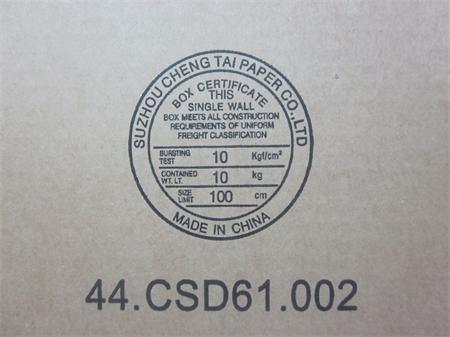 SUZHOU CHENG TAI PAPER CO.,LTD
BOX CERTIFICATE
THIS
SINGLE WALL
BOX MEETS ALL CONSTRUCTION
REQUIREMENTS OF UNIFORM
FREIGHT CLASSIFICATION
BURSTING TEST 10 Kgf/cm²
CONTAINED WT. LT. 10 kg
SIZE LIMIT 100 cm
MADE IN CHINA
44.CSD61.002